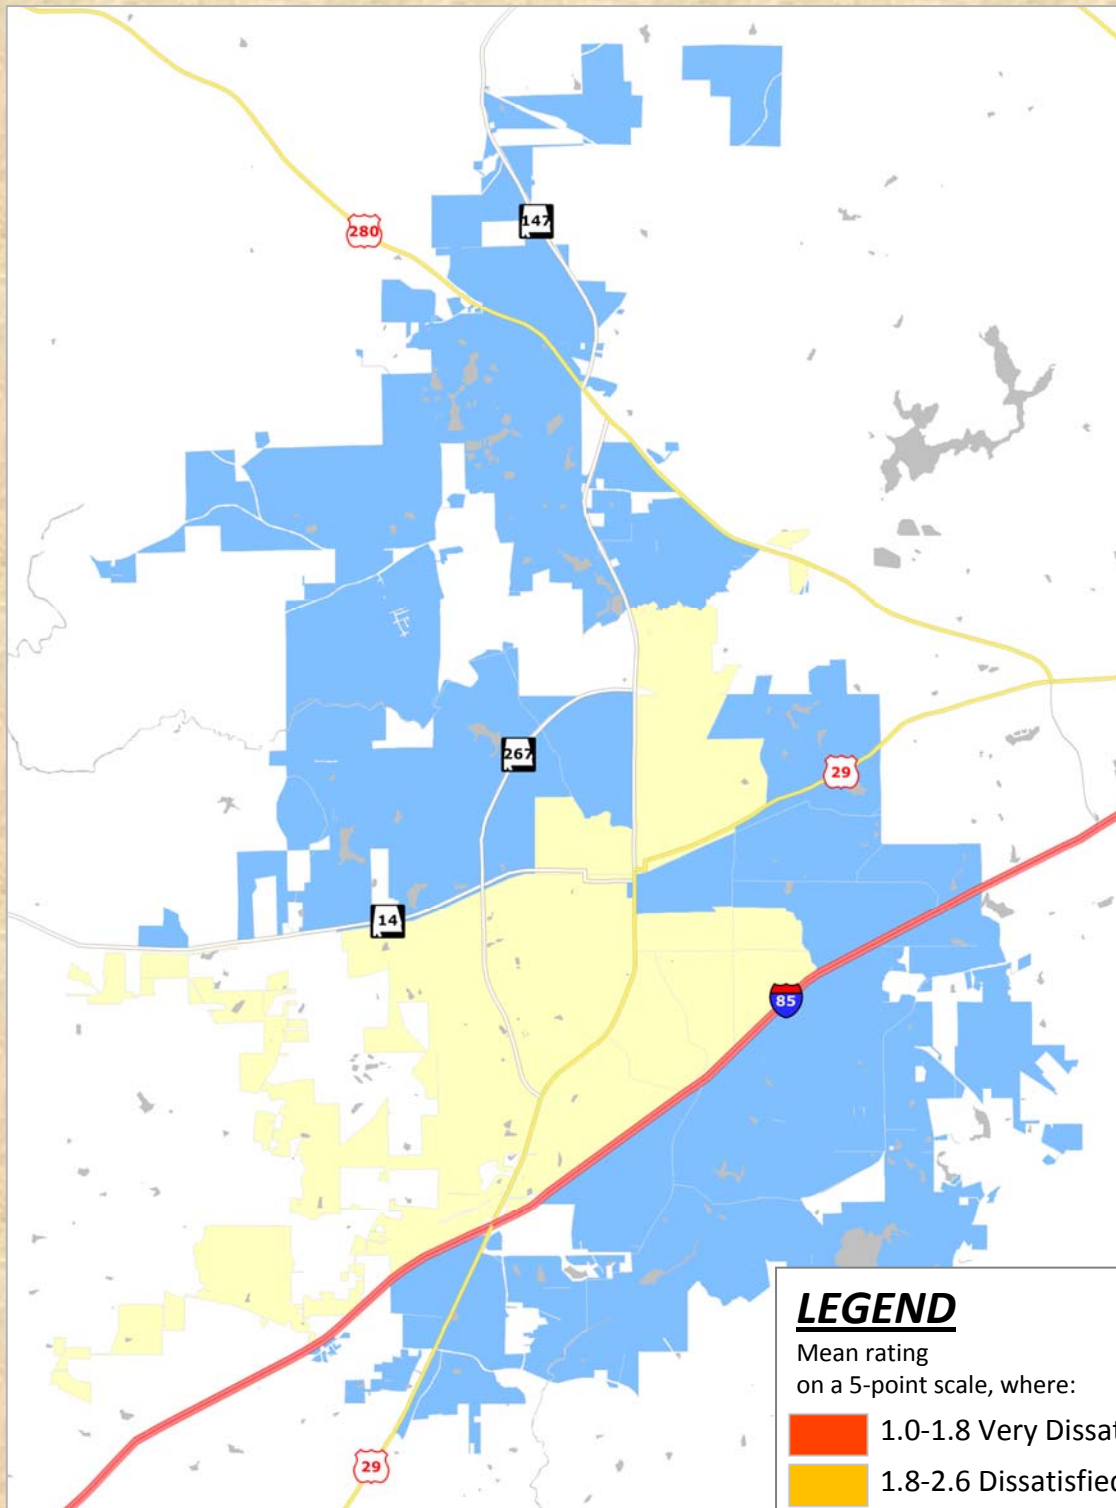 147
280
267
29
14
85
LEGEND
Mean rating
on a 5-point scale, where:
1.0-1.8 Very Dissat
1.8-2.6 Dissatisfied
29